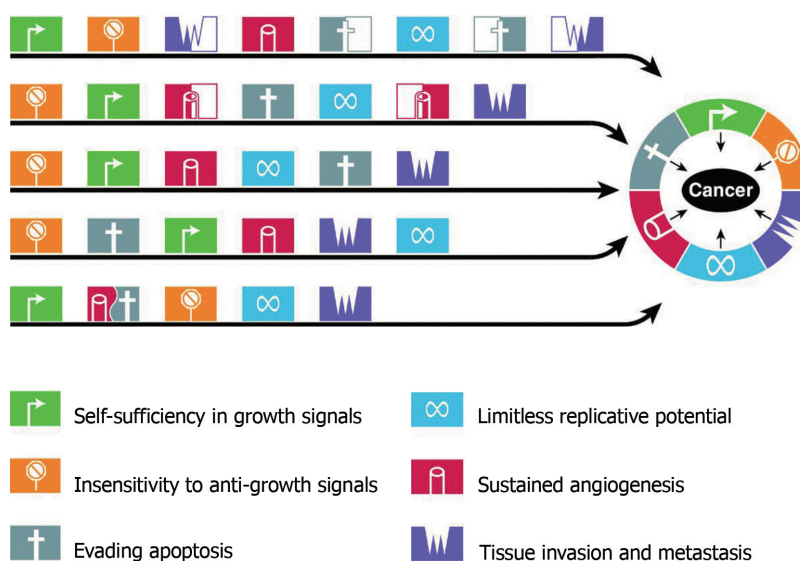 Cancer
Self-sufficiency in growth signals
Limitless replicative potential
Insensitivity to anti-growth signals
Sustained angiogenesis
Evading apoptosis
Tissue invasion and metastasis